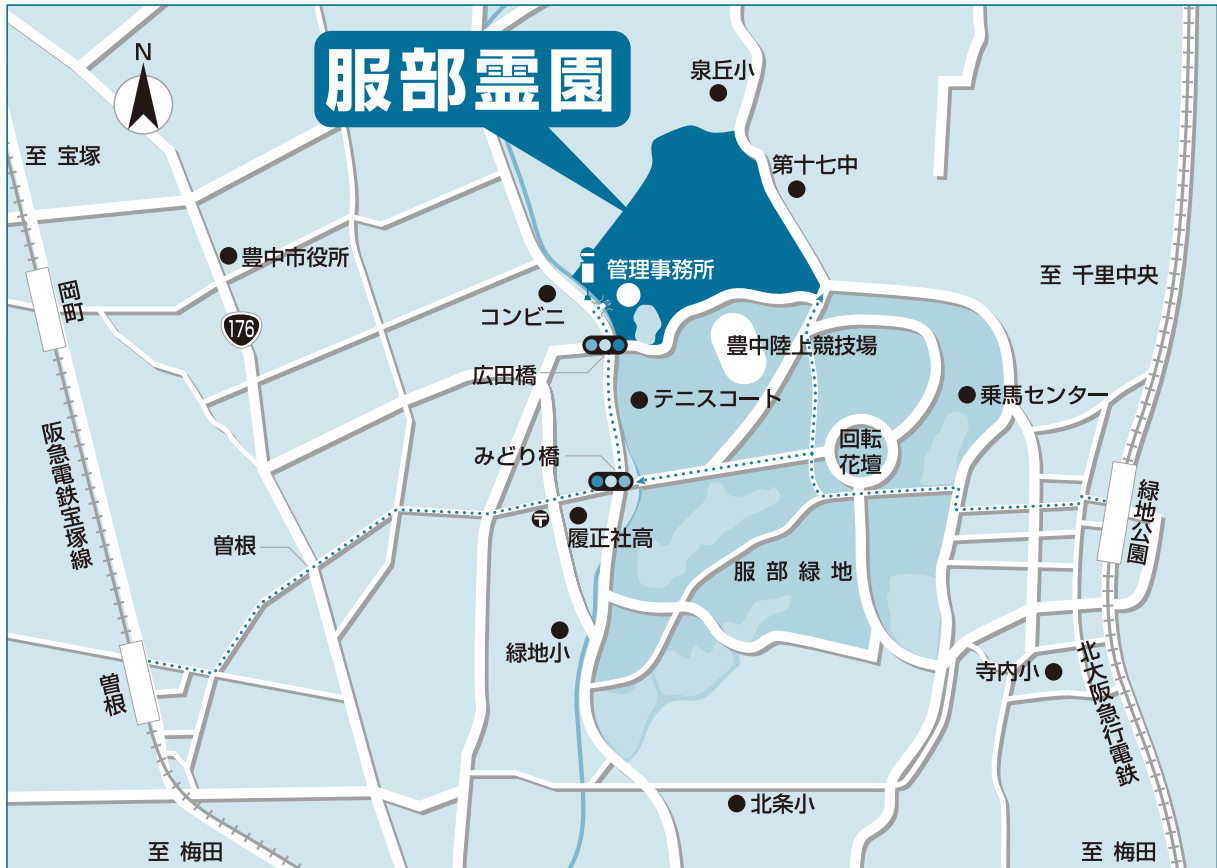 服部霊園
N
泉丘小
至 宝塚
第十七中
豊中市役所
管理事務所
至 千里中央
岡町
コンビニ
176
豊中陸上競技場
広田橋
テニスコート
乗馬センター
回転
花壇
みどり橋
阪急電鉄宝塚線
緑地公園
〒
履正社高
曽根
服部緑地
緑地小
寺内小
曽根
北大阪急行電鉄
北条小
至 梅田
至 梅田